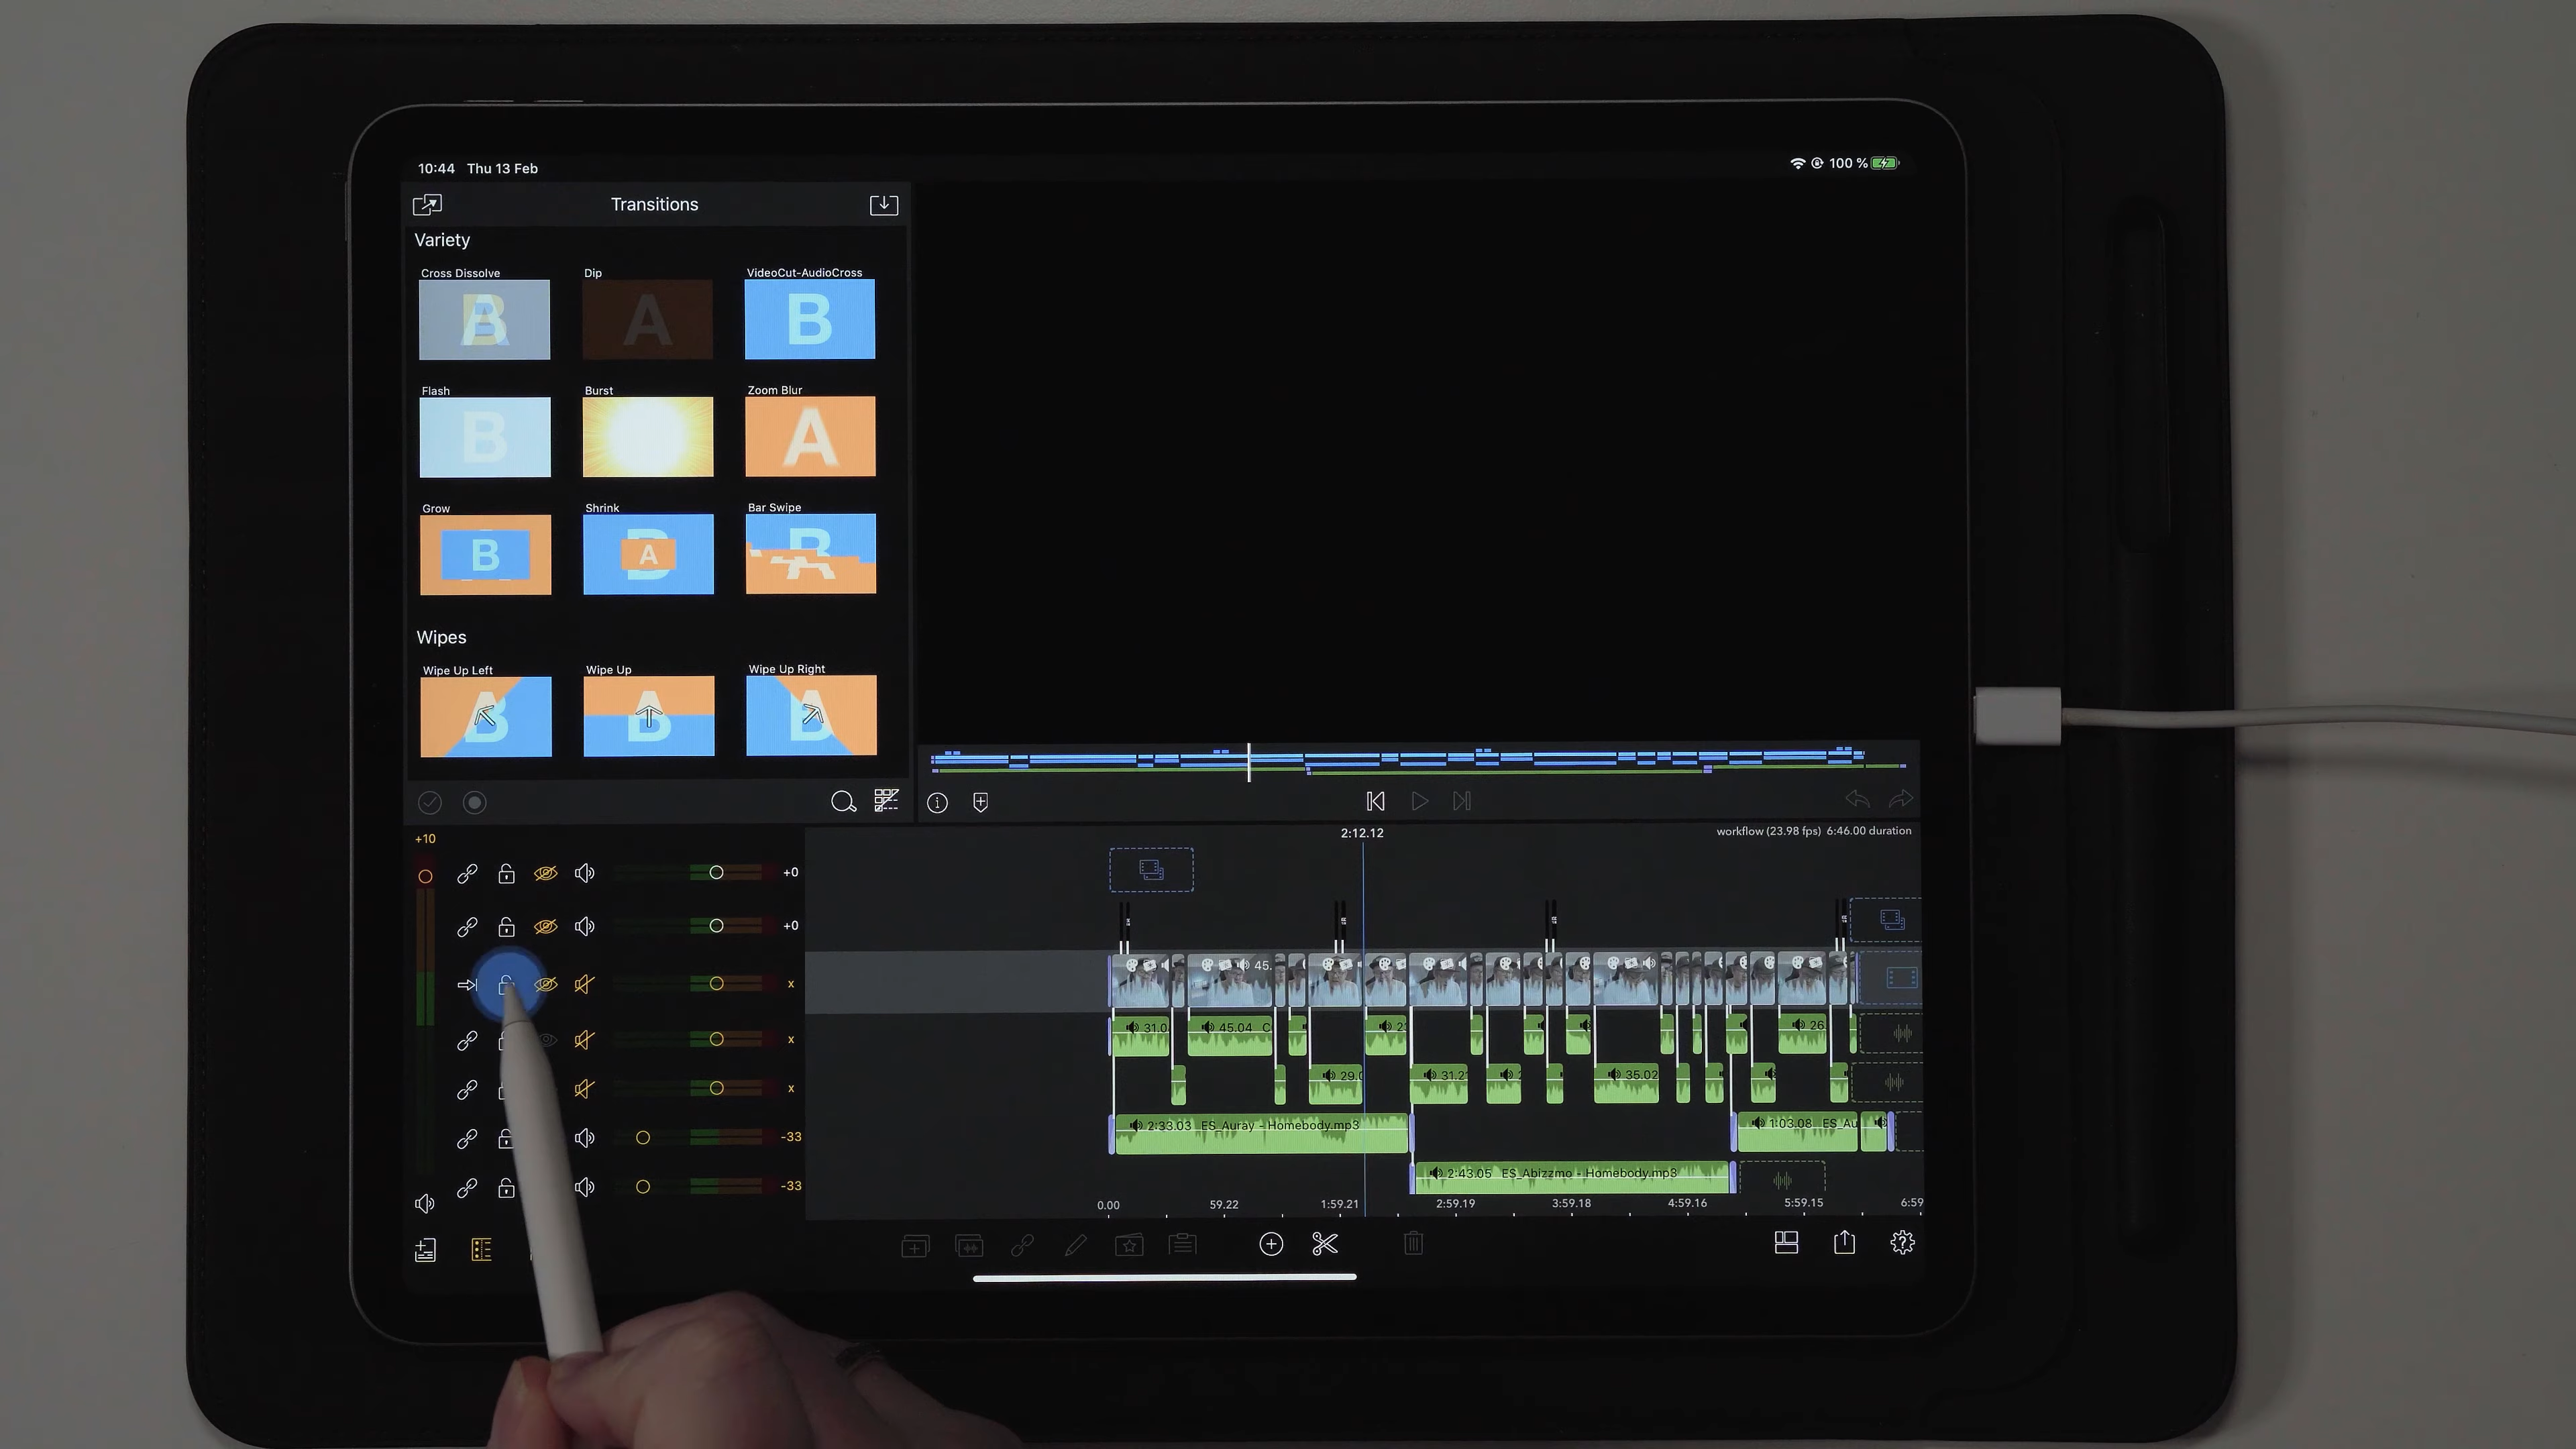 10:44 Thu 13 Feb
100 %
Transitions
Variety
Cross Dissolve
Dip
VideoCut-AudioCross
B
A
B
Flash
Burst
Zoom Blur
B
A
Grow
Shrink
Bar Swipe
B
A
Wipes
Wipe Up Left
Wipe Up
Wipe Up Right
+10
2:12.12
workflow (23.98 fps) 6:46.00 duration
+0
+0
x
45.
x
31.0
45.04 C
26
x
29.0
31.2
35.02
-33
2:33.03 ES_Auray - Homebody.mp3
1:03.08 ES_Au
-33
2:43.05 ES_Abizzmo - Homebody.mp3
0.00
59.22
1:59.21
2:59.19
3:59.18
4:59.16
5:59.15
6:59